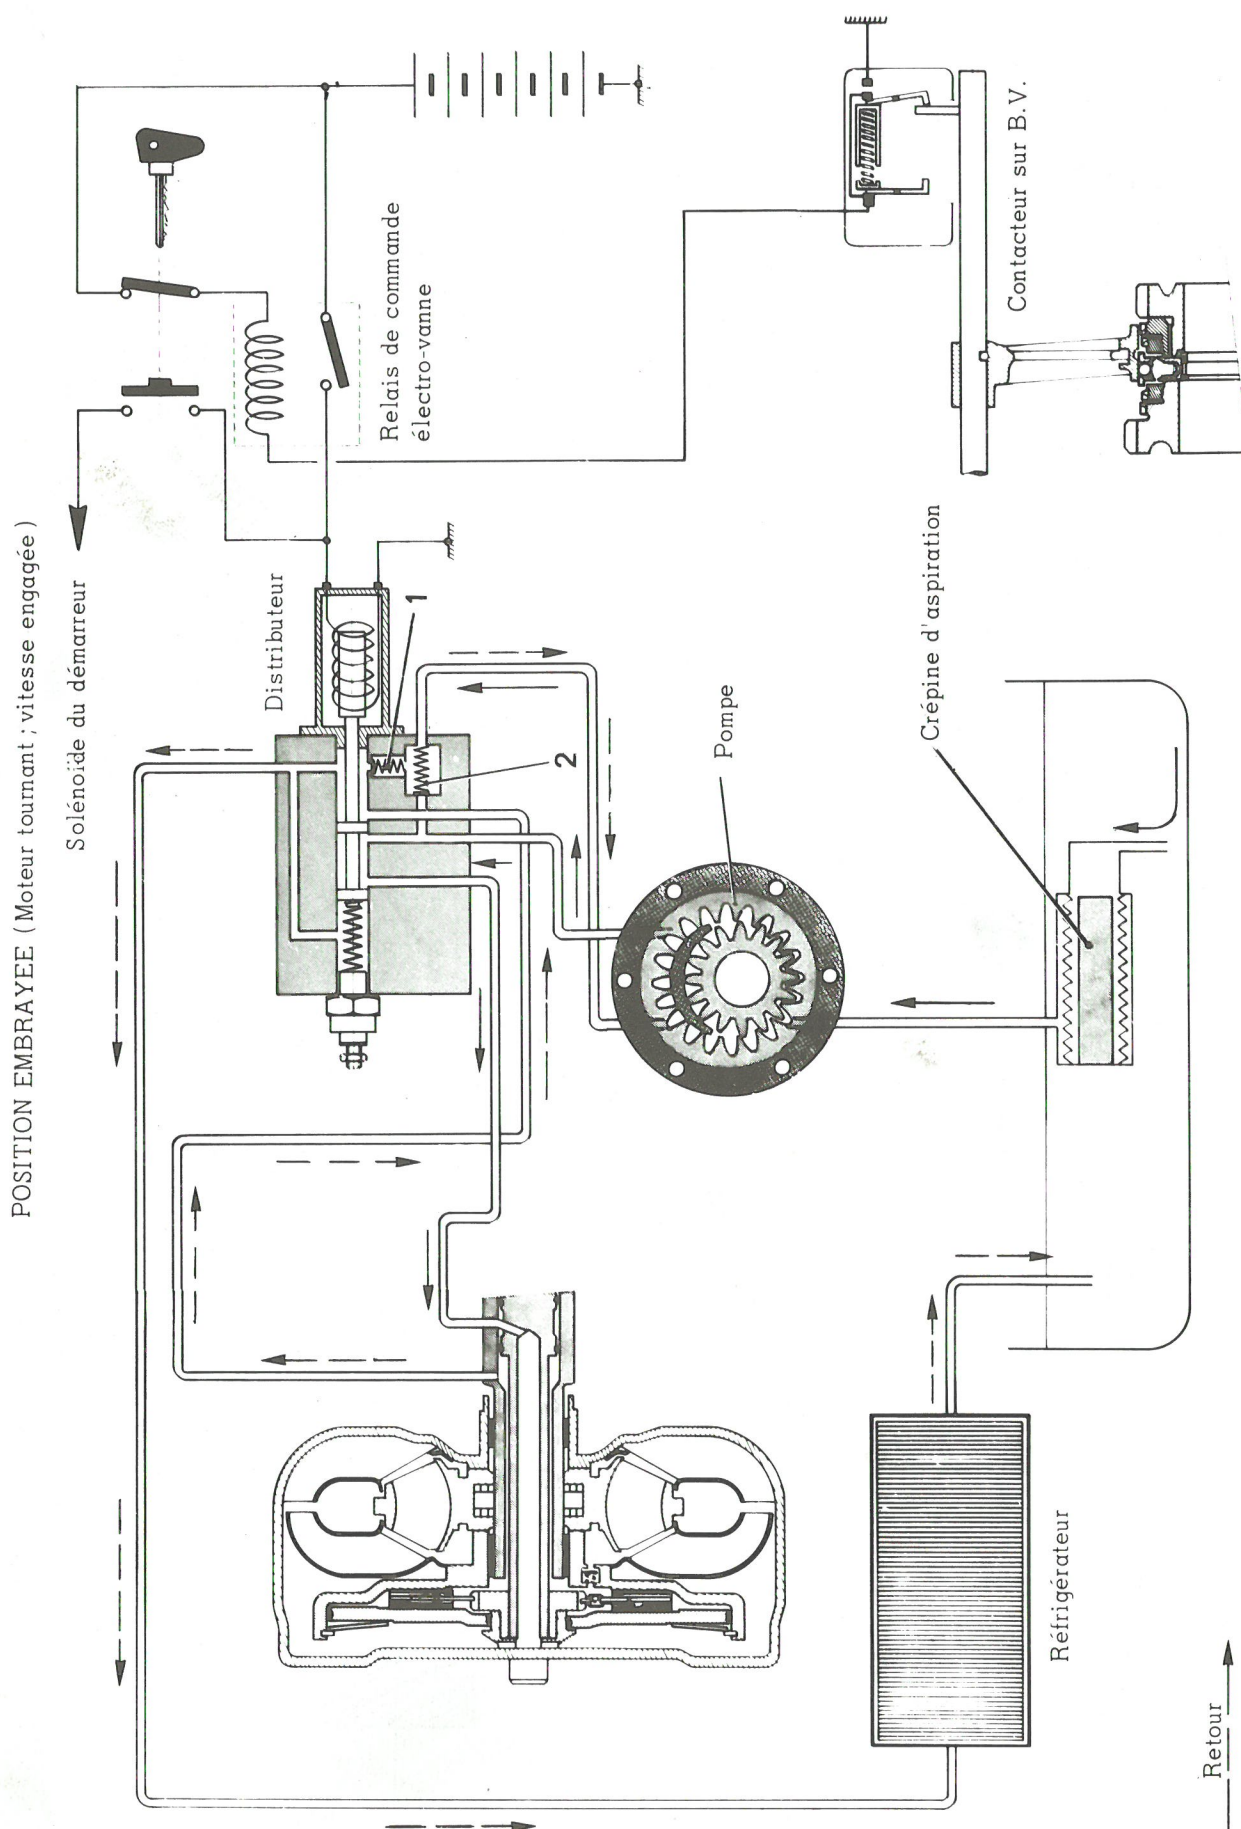 POSITION EMBRAYEE (Moteur tournant ; vitesse engagée)
Solénoïde du démarreur
Distributeur
Relais de commande
électro-vanne
Contacteur sur B.V.
1
2
Pompe
Crépine d'aspiration
Réfrigérateur
Retour